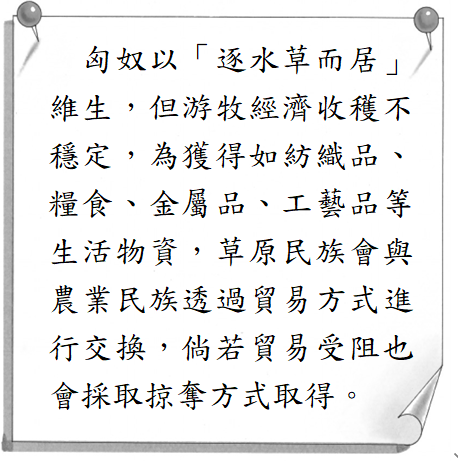 匈奴以「逐水草而居」
維生，但游牧經濟收穫不
穩定，為獲得如紡織品、
糧食、金屬品、工藝品等
生活物資，草原民族會與
農業民族透過貿易方式進
行交換，倘若貿易受阻也
會採取掠奪方式取得。